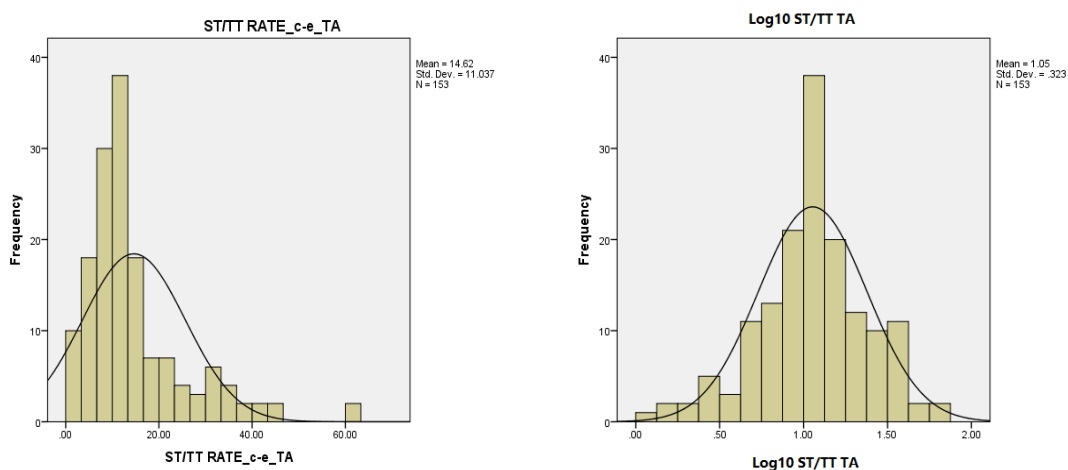 ST/TT RATE_c-e_TA
Mean = 14.62
Std. Dev. = 11.037
N = 153
Frequency
40
30
20
10
0
.00
20.00
40.00
60.00
ST/TT RATE_c-e_TA
Log10 ST/TT TA
Mean = 1.05
Std. Dev. = .323
N = 153
Frequency
40
30
20
10
0
.00
.50
1.00
1.50
2.00
Log10 ST/TT TA